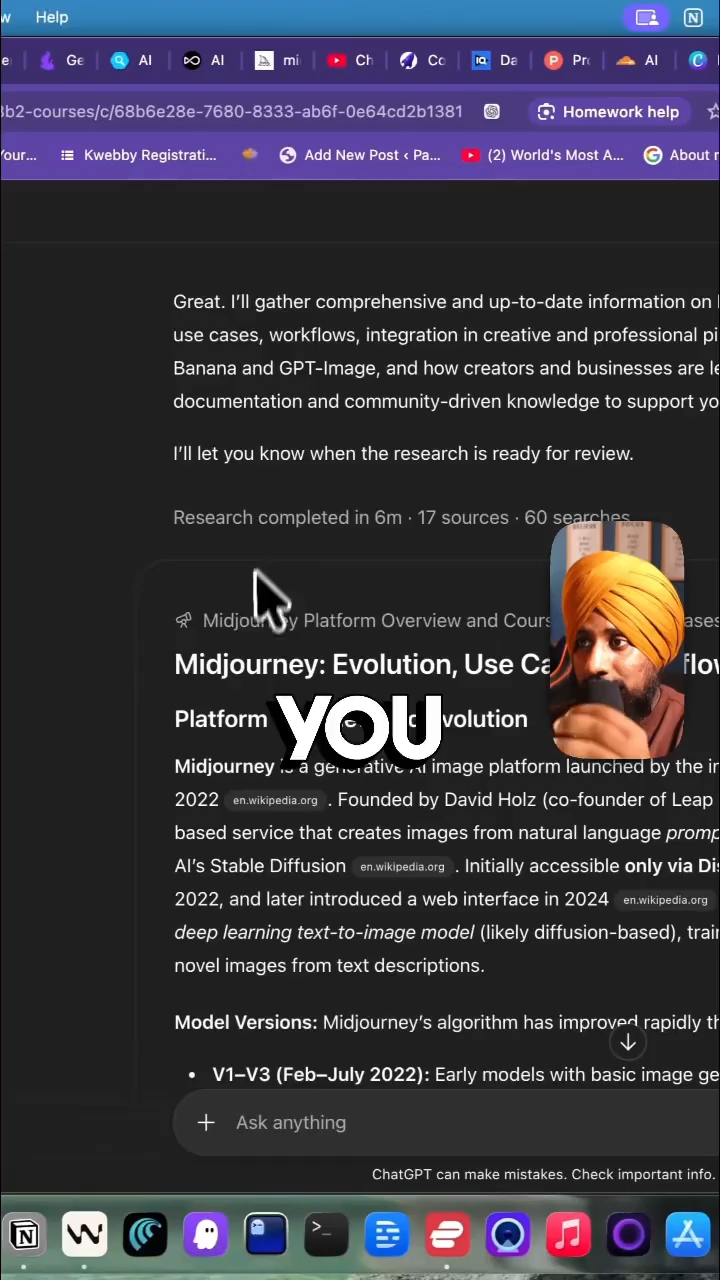 Help
Ge
AI
AI
mi
Ch
Co
Da
Pr
AI
3b2-courses/c/68b6e28e-7680-8333-ab6f-0e64cd2b1381
Homework help
Your...
Kwebby Registrati...
Add New Post ‹ Pa...
(2) World's Most A...
About
Great. I'll gather comprehensive and up-to-date information on
use cases, workflows, integration in creative and professional pi
Banana and GPT-Image, and how creators and businesses are le
documentation and community-driven knowledge to support yo
I'll let you know when the research is ready for review.
Research completed in 6m · 17 sources · 60 searches
Midjourney Platform Overview and Cours ases
Midjourney: Evolution, Use Ca flow
Platform volution
YOU
Midjourney is a generative AI image platform launched by the in
2022 en.wikipedia.org . Founded by David Holz (co-founder of Leap
based service that creates images from natural language promp
AI's Stable Diffusion en.wikipedia.org . Initially accessible only via Dis
2022, and later introduced a web interface in 2024 en.wikipedia.org
deep learning text-to-image model (likely diffusion-based), train
novel images from text descriptions.
Model Versions: Midjourney's algorithm has improved rapidly th
• V1–V3 (Feb–July 2022): Early models with basic image ge
Ask anything
ChatGPT can make mistakes. Check important info.